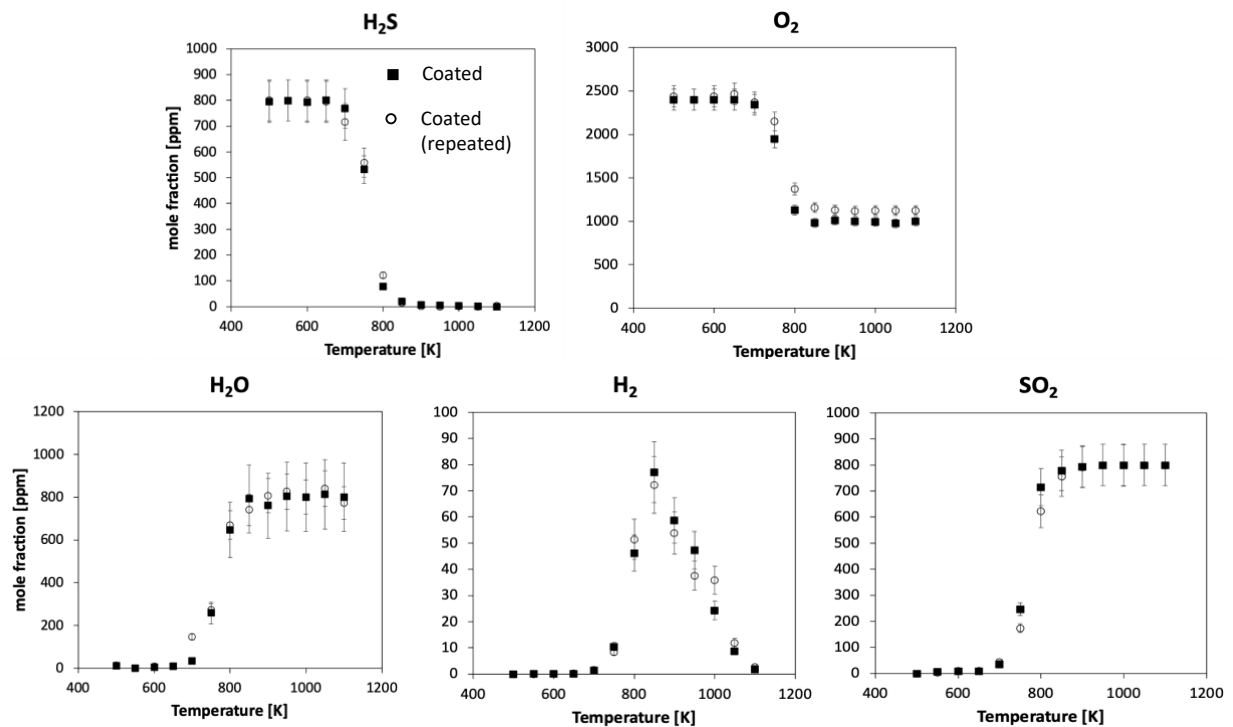 H₂S
1000
900
800
700
600
500
400
300
200
100
0
400 600 800 1000 1200
mole fraction [ppm]
Temperature [K]
Coated
Coated
(repeated)
O₂
3000
2500
2000
1500
1000
500
0
400 600 800 1000 1200
Temperature [K]
H₂O
1200
1000
800
600
400
200
0
400 600 800 1000 1200
mole fraction [ppm]
Temperature [K]
H₂
100
90
80
70
60
50
40
30
20
10
0
400 600 800 1000 1200
Temperature [K]
SO₂
1000
900
800
700
600
500
400
300
200
100
0
400 600 800 1000 1200
Temperature [K]